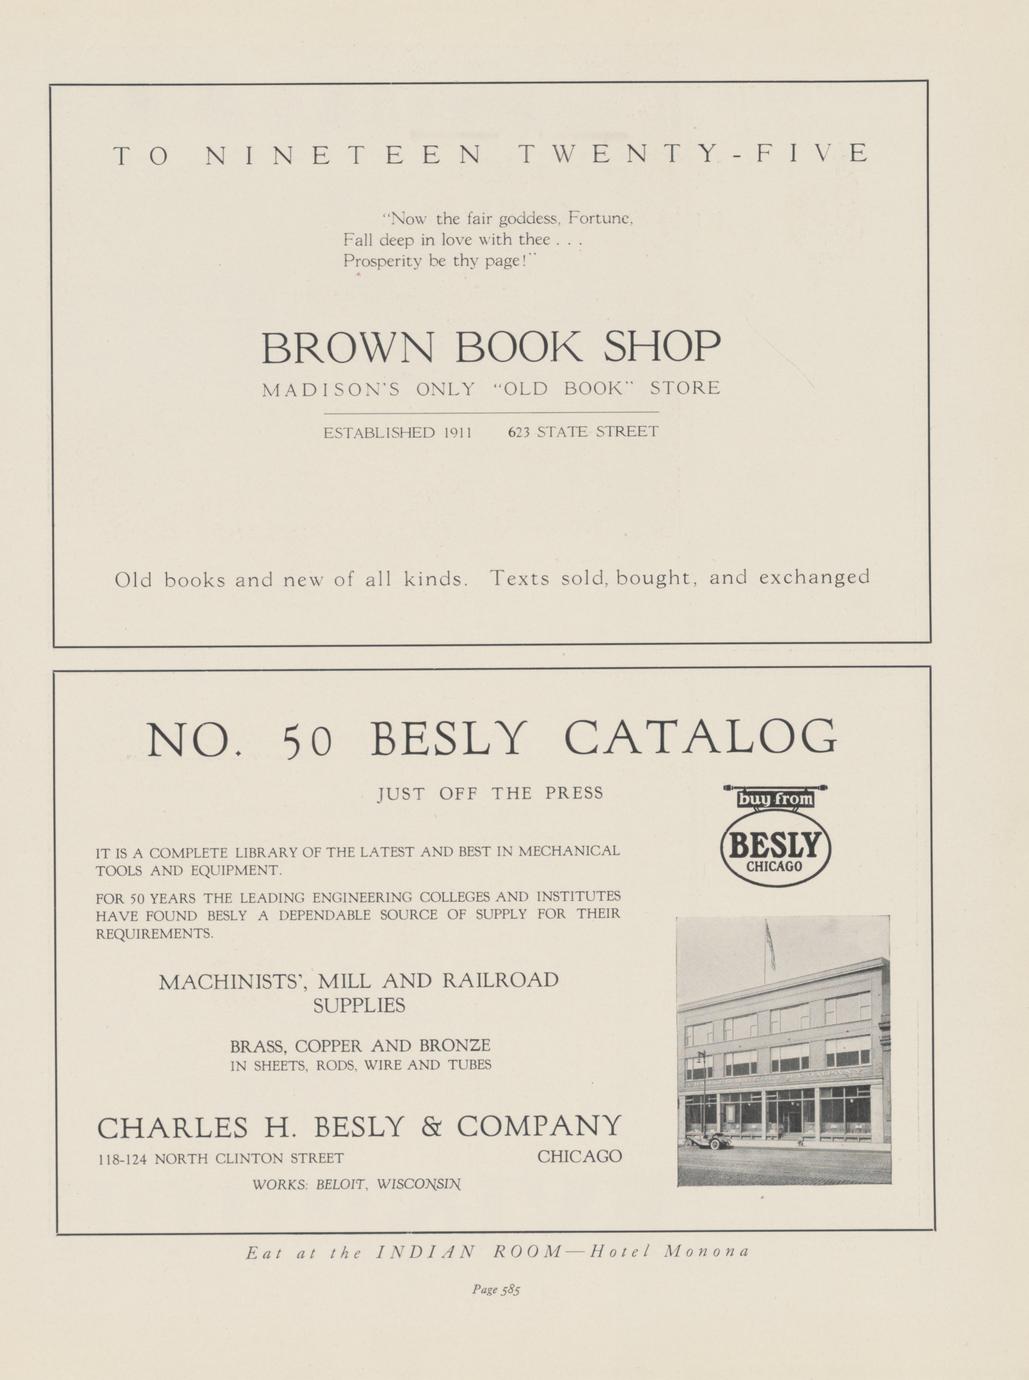 TO NINETEEN TWENTY-FIVE
"Now the fair goddess, Fortune,
Fall deep in love with thee . . .
Prosperity be thy page!"
BROWN BOOK SHOP
MADISON'S ONLY "OLD BOOK" STORE
ESTABLISHED 1911 623 STATE STREET
Old books and new of all kinds. Texts sold, bought, and exchanged
NO. 50 BESLY CATALOG
JUST OFF THE PRESS
buy from
BESLY
CHICAGO
IT IS A COMPLETE LIBRARY OF THE LATEST AND BEST IN MECHANICAL
TOOLS AND EQUIPMENT.
FOR 50 YEARS THE LEADING ENGINEERING COLLEGES AND INSTITUTES
HAVE FOUND BESLY A DEPENDABLE SOURCE OF SUPPLY FOR THEIR
REQUIREMENTS.
MACHINISTS', MILL AND RAILROAD
SUPPLIES
BRASS, COPPER AND BRONZE
IN SHEETS, RODS, WIRE AND TUBES
CHARLES H. BESLY & COMPANY
118-124 NORTH CLINTON STREET CHICAGO
WORKS: BELOIT, WISCONSIN
Eat at the INDIAN ROOM—Hotel Monona
Page 585